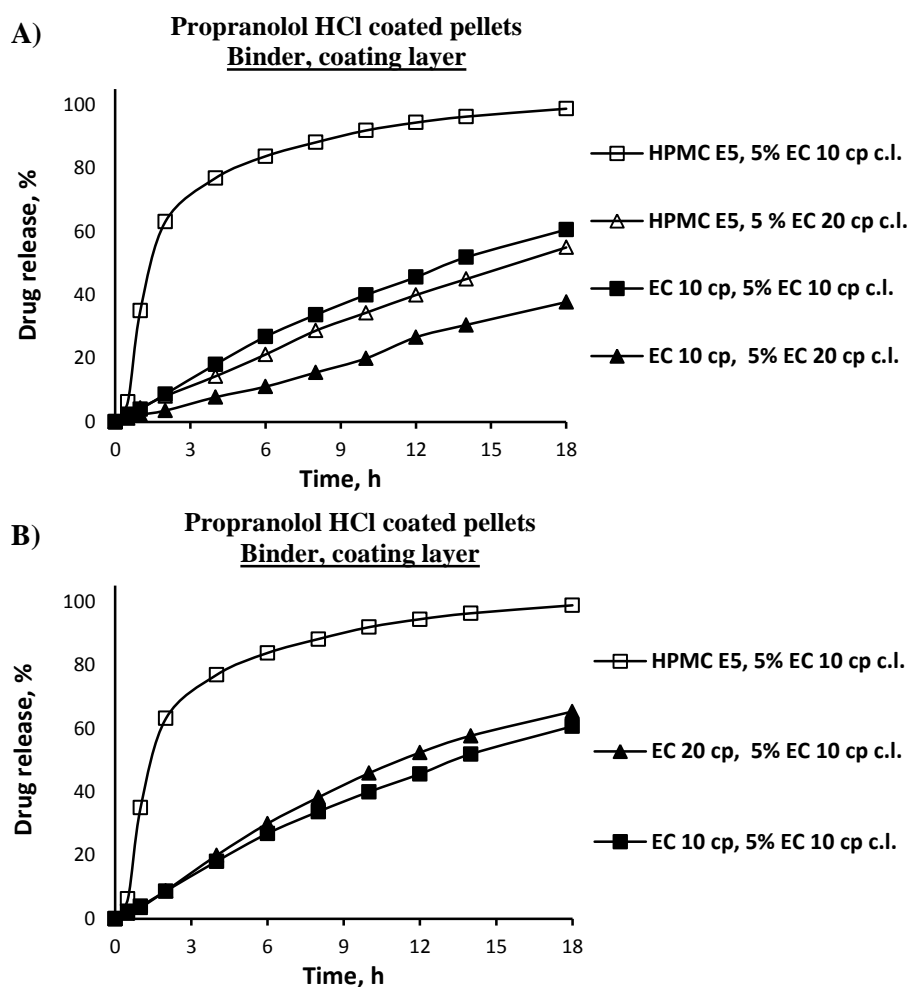 A)
Propranolol HCl coated pellets
Binder, coating layer
Drug release, %
100
80
60
40
20
0
0 3 6 9 12 15 18
Time, h
HPMC E5, 5% EC 10 cp c.l.
HPMC E5, 5 % EC 20 cp c.l.
EC 10 cp, 5% EC 10 cp c.l.
EC 10 cp, 5% EC 20 cp c.l.
B)
Propranolol HCl coated pellets
Binder, coating layer
Drug release, %
100
80
60
40
20
0
0 3 6 9 12 15 18
Time, h
HPMC E5, 5% EC 10 cp c.l.
EC 20 cp, 5% EC 10 cp c.l.
EC 10 cp, 5% EC 10 cp c.l.